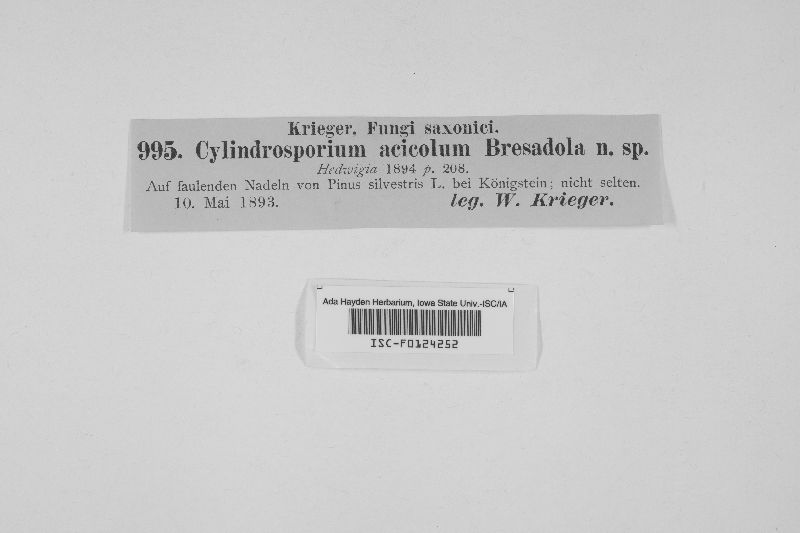 Krieger, Fungi saxonici.
995. Cylindrosporium acicolum Bresadola n. sp.
Hedwigia 1894 p. 208.
Auf faulenden Nadeln von Pinus silvestris L. bei Königstein; nicht selten.
10. Mai 1893. leg. W. Krieger.
Ada Hayden Herbarium, Iowa State Univ.-ISC/IA
ISC-F0124252